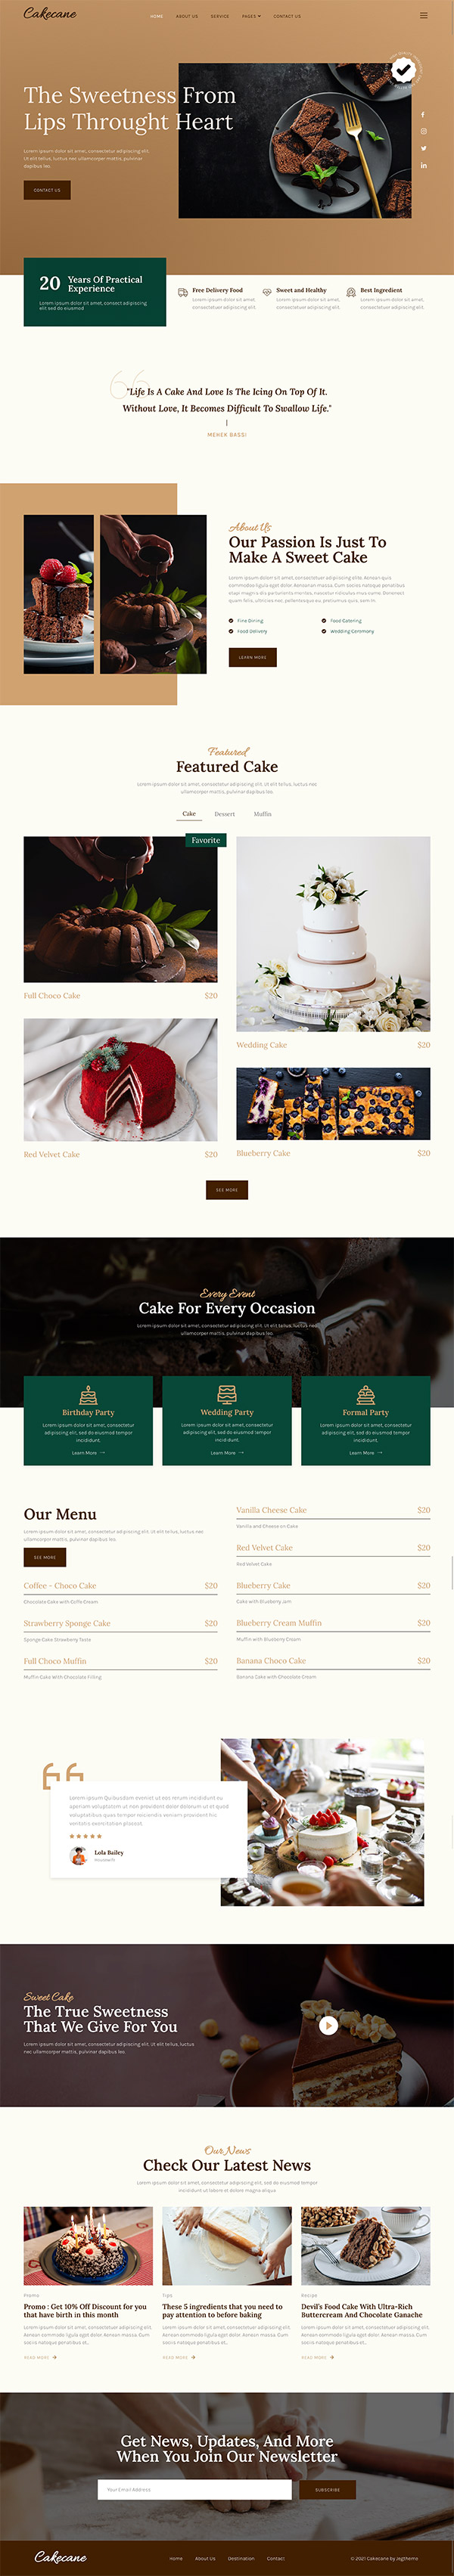 Cakecane
HOME ABOUT US SERVICE PAGES CONTACT US
The Sweetness From
Lips Throught Heart
Lorem ipsum dolor sit amet, consectetur adipiscing elit.
Ut elit tellus, luctus nec ullamcorper mattis, pulvinar
dapibus leo.
CONTACT US
20 Years Of Practical
Experience
Lorem ipsum dolor sit amet, consect adipiscing
elit sed do eiusmod
Free Delivery Food
Lorem ipsum dolor sit amet,
consectetuer adipiscing elit.
Sweet and Healthy
Lorem ipsum dolor sit amet,
consectetuer adipiscing elit.
Best Ingredient
Lorem ipsum dolor sit amet,
consectetuer adipiscing elit.
"Life Is A Cake And Love Is The Icing On Top Of It.
Without Love, It Becomes Difficult To Swallow Life."
MEHEK BASSI
About Us
Our Passion Is Just To
Make A Sweet Cake
Lorem ipsum dolor sit amet, consectetuer adipiscing elite. Aenean quis
commodolibero ligula eget dolor. Aenean massa. Cum sociis natoque penatibus
et magnis dis parturients montes, nascetur ridiculus mus. Donec
quam felis, ultricies nec, pellentesque eu, pretiumus quis, sem.
Fine Dining
Food Catering
Food Delivery
Wedding Ceremony
LEARN MORE
Featured
Featured Cake
Lorem ipsum dolor sit amet, consectetur adipiscing elit. Ut elit tellus, luctus nec
ullamcorper mattis, pulvinar dapibus leo.
Cake Dessert Muffin
Favorite
Full Choco Cake $20
Wedding Cake $20
Red Velvet Cake $20
Blueberry Cake $20
SEE MORE
Every Event
Cake For Every Occasion
Lorem ipsum dolor sit amet, consectetur adipiscing elit. Ut elit tellus, luctus nec
ullamcorper mattis, pulvinar dapibus leo.
Birthday Party
Lorem ipsum dolor sit amet, consectetur
adipiscing elit, sed do eiusmod tempor
incididunt.
Learn More
Wedding Party
Lorem ipsum dolor sit amet, consectetur
adipiscing elit, sed do eiusmod tempor
incididunt.
Learn More
Formal Party
Lorem ipsum dolor sit amet, consectetur
adipiscing elit, sed do eiusmod tempor
incididunt.
Learn More
Our Menu
Lorem ipsum dolor sit amet, consectetur adipiscing elit. Ut elit tellus, luctus nec
ullamcorper mattis, pulvinar dapibus leo.
SEE MORE
Coffee - Choco Cake $20
Chocolate Cake with Coffe Cream
Strawberry Sponge Cake $20
Sponge Cake Strawberry Taste
Full Choco Muffin $20
Muffin Cake With Chocolate Filling
Vanilla Cheese Cake $20
Vanilla and Cheese on Cake
Red Velvet Cake $20
Red Velvet Cake
Blueberry Cake $20
Cake with Blueberry Jam
Blueberry Cream Muffin $20
Muffin with Blueberry Cream
Banana Choco Cake $20
Banana Cake with Chocolate Cream
Lorem ipsum Quibusdam eveniet ut est rerum incididunt nu
aperiam voluptatem ut non provident dolor dolorum ut et quod
voluptatibus quas tempor reiciendis veniam provident hic
veritatis exercitation placeat.
Lola Bailey
Housewife
Sweet Cake
The True Sweetness
That We Give For You
Lorem ipsum dolor sit amet, consectetur adipiscing elit. Ut elit tellus, luctus
nec ullamcorper mattis, pulvinar dapibus leo.
Our News
Check Our Latest News
Lorem ipsum dolor sit amet, consectetur adipiscing elit, sed do eiusmod tempor
incididunt ut labore et dolore magna aliqua.
Promo
Promo : Get 10% Off Discount for you
that have birth in this month
Lorem ipsum dolor sit amet, consectetuer adipiscing elit.
Aenean commodo ligula eget dolor. Aenean massa. Cum
sociis natoque penatibus et...
READ MORE
Tips
These 5 ingredients that you need to
pay attention to before baking
Lorem ipsum dolor sit amet, consectetuer adipiscing elit.
Aenean commodo ligula eget dolor. Aenean massa. Cum
sociis natoque penatibus et...
READ MORE
Recipe
Devil's Food Cake With Ultra-Rich
Buttercream And Chocolate Ganache
Lorem ipsum dolor sit amet, consectetuer adipiscing elit.
Aenean commodo ligula eget dolor. Aenean massa. Cum
sociis natoque penatibus et...
READ MORE
Get News, Updates, And More
When You Join Our Newsletter
Your Email Address
SUBSCRIBE
Cakecane
Home About Us Destination Contact
© 2021 Cakecane by Jegtheme